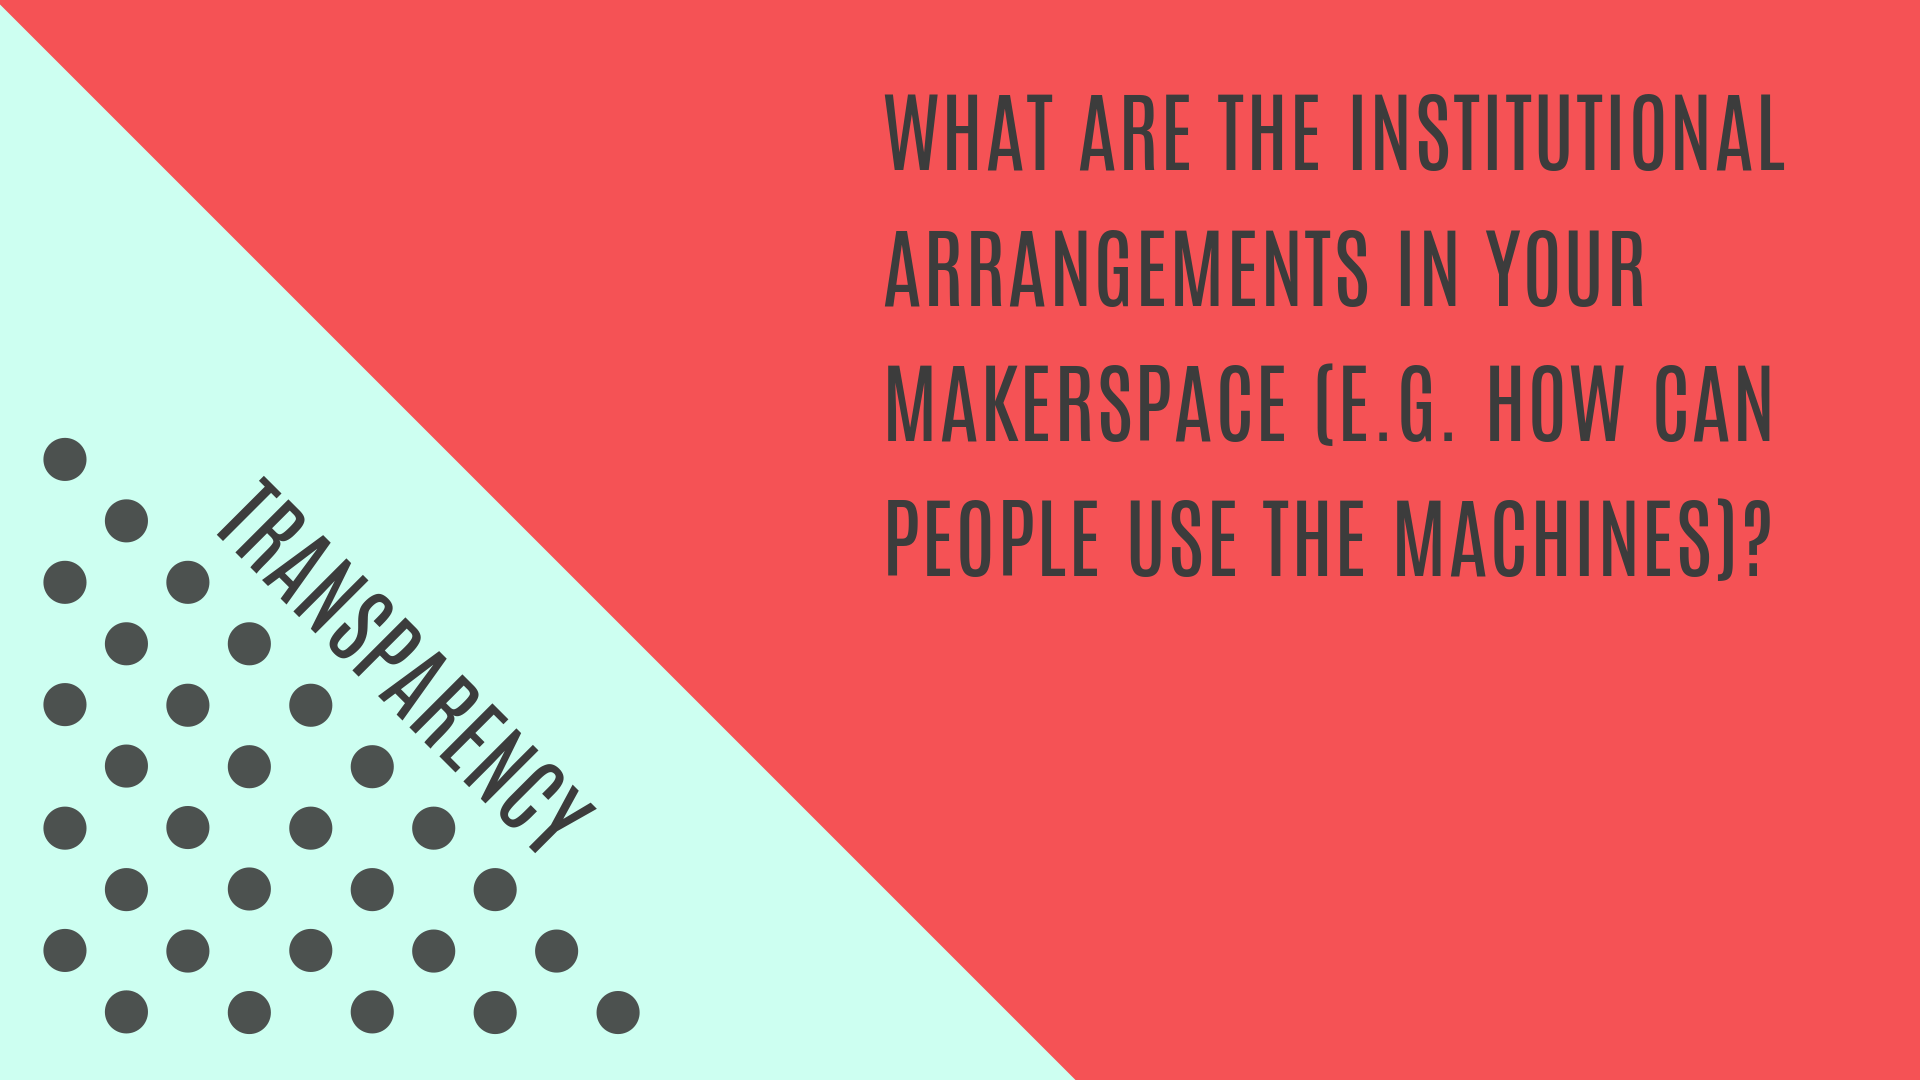 WHAT ARE THE INSTITUTIONAL
ARRANGEMENTS IN YOUR
MAKERSPACE (E.G. HOW CAN
PEOPLE USE THE MACHINES)?
TRANSPARENCY